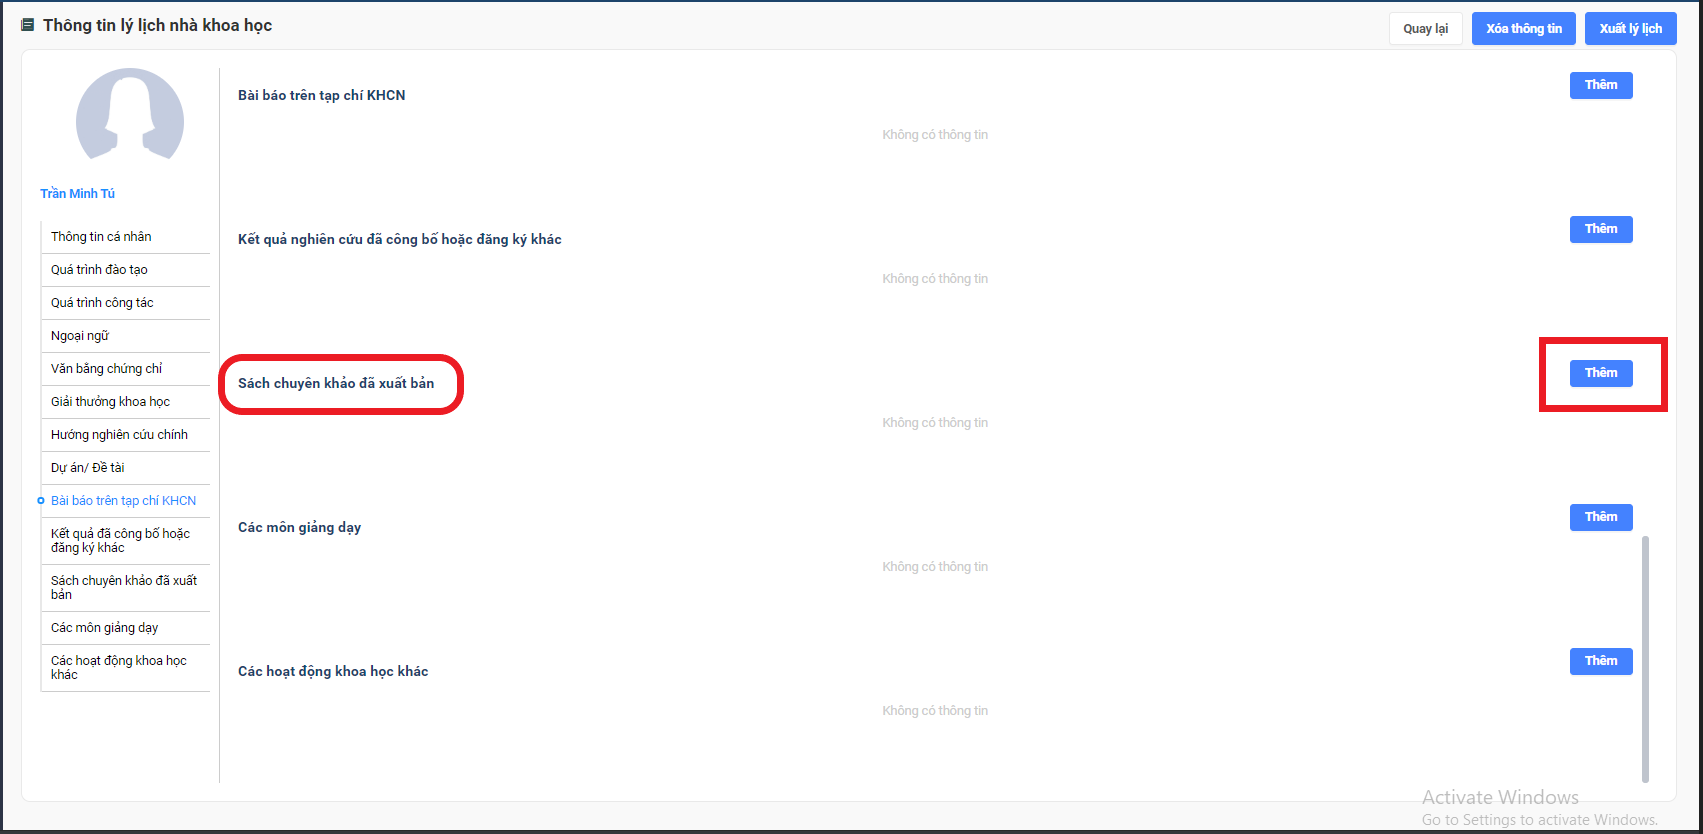 Thông tin lý lịch nhà khoa học
Quay lại
Xóa thông tin
Xuất lý lịch
Trần Minh Tú
Thông tin cá nhân
Quá trình đào tạo
Quá trình công tác
Ngoại ngữ
Văn bằng chứng chỉ
Giải thưởng khoa học
Hướng nghiên cứu chính
Dự án/ Đề tài
Bài báo trên tạp chí KHCN
Kết quả đã công bố hoặc
đăng ký khác
Sách chuyên khảo đã xuất
bản
Các môn giảng dạy
Các hoạt động khoa học
khác
Bài báo trên tạp chí KHCN
Thêm
Không có thông tin
Kết quả nghiên cứu đã công bố hoặc đăng ký khác
Thêm
Không có thông tin
Sách chuyên khảo đã xuất bản
Thêm
Không có thông tin
Các môn giảng dạy
Thêm
Không có thông tin
Các hoạt động khoa học khác
Thêm
Không có thông tin
Activate Windows
Go to Settings to activate Windows.